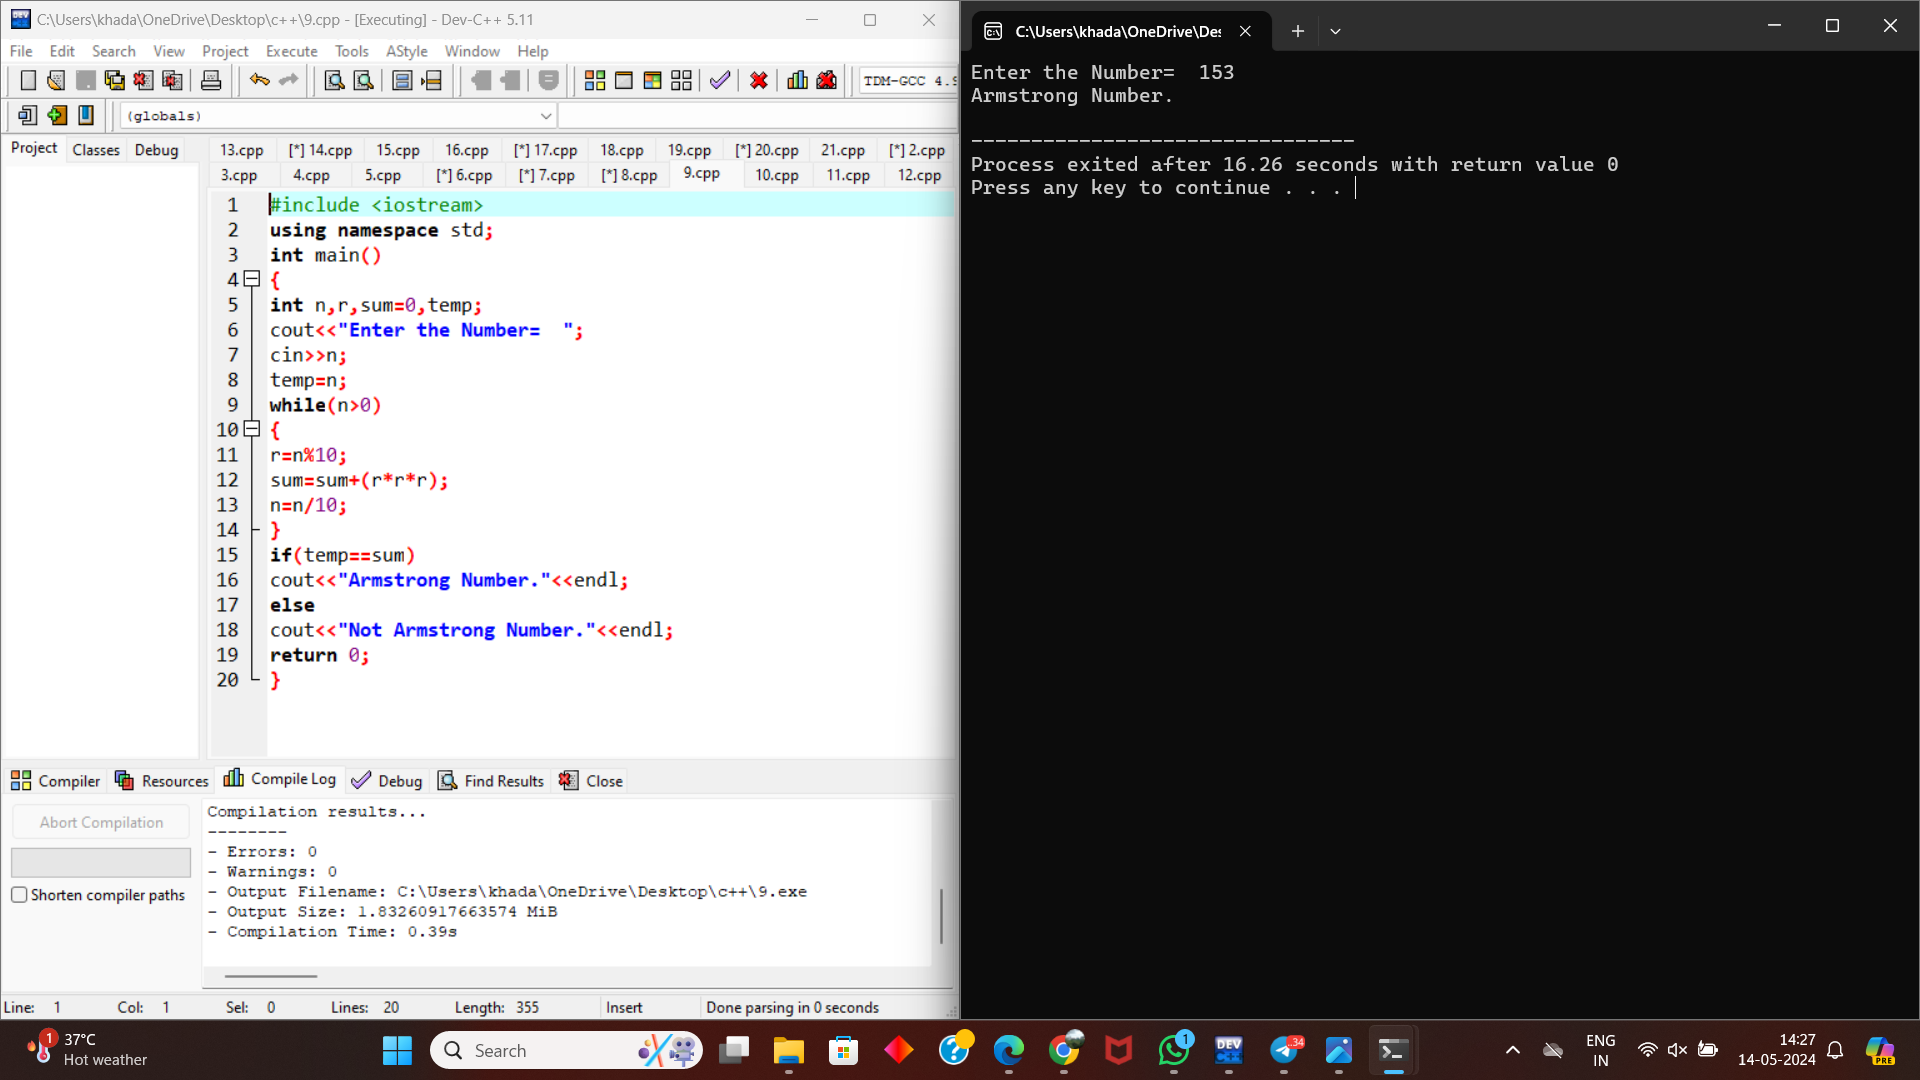 C:\Users\khada\OneDrive\Desktop\c++\9.cpp - [Executing] - Dev-C++ 5.11
File Edit Search View Project Execute Tools AStyle Window Help
TDM-GCC 4.9
(globals)
Project Classes Debug
13.cpp [*] 14.cpp 15.cpp 16.cpp [*] 17.cpp 18.cpp 19.cpp [*] 20.cpp 21.cpp [*] 2.cpp
3.cpp 4.cpp 5.cpp [*] 6.cpp [*] 7.cpp [*] 8.cpp 9.cpp 10.cpp 11.cpp 12.cpp
1 #include <iostream>
2 using namespace std;
3 int main()
4 {
5 int n,r,sum=0,temp;
6 cout<<"Enter the Number=  ";
7 cin>>n;
8 temp=n;
9 while(n>0)
10 {
11 r=n%10;
12 sum=sum+(r*r*r);
13 n=n/10;
14 }
15 if(temp==sum)
16 cout<<"Armstrong Number."<<endl;
17 else
18 cout<<"Not Armstrong Number."<<endl;
19 return 0;
20 }
Compiler Resources Compile Log Debug Find Results Close
Abort Compilation
Shorten compiler paths
Compilation results...
--------
- Errors: 0
- Warnings: 0
- Output Filename: C:\Users\khada\OneDrive\Desktop\c++\9.exe
- Output Size: 1.83260917663574 MiB
- Compilation Time: 0.39s
Line: 1 Col: 1 Sel: 0 Lines: 20 Length: 355 Insert Done parsing in 0 seconds
C:\Users\khada\OneDrive\Des
Enter the Number=  153
Armstrong Number.
--------------------------------
Process exited after 16.26 seconds with return value 0
Press any key to continue . . .
1 37°C
Hot weather
Search
DEV
C++
1
34
PRE
ENG
IN
14:27
14-05-2024